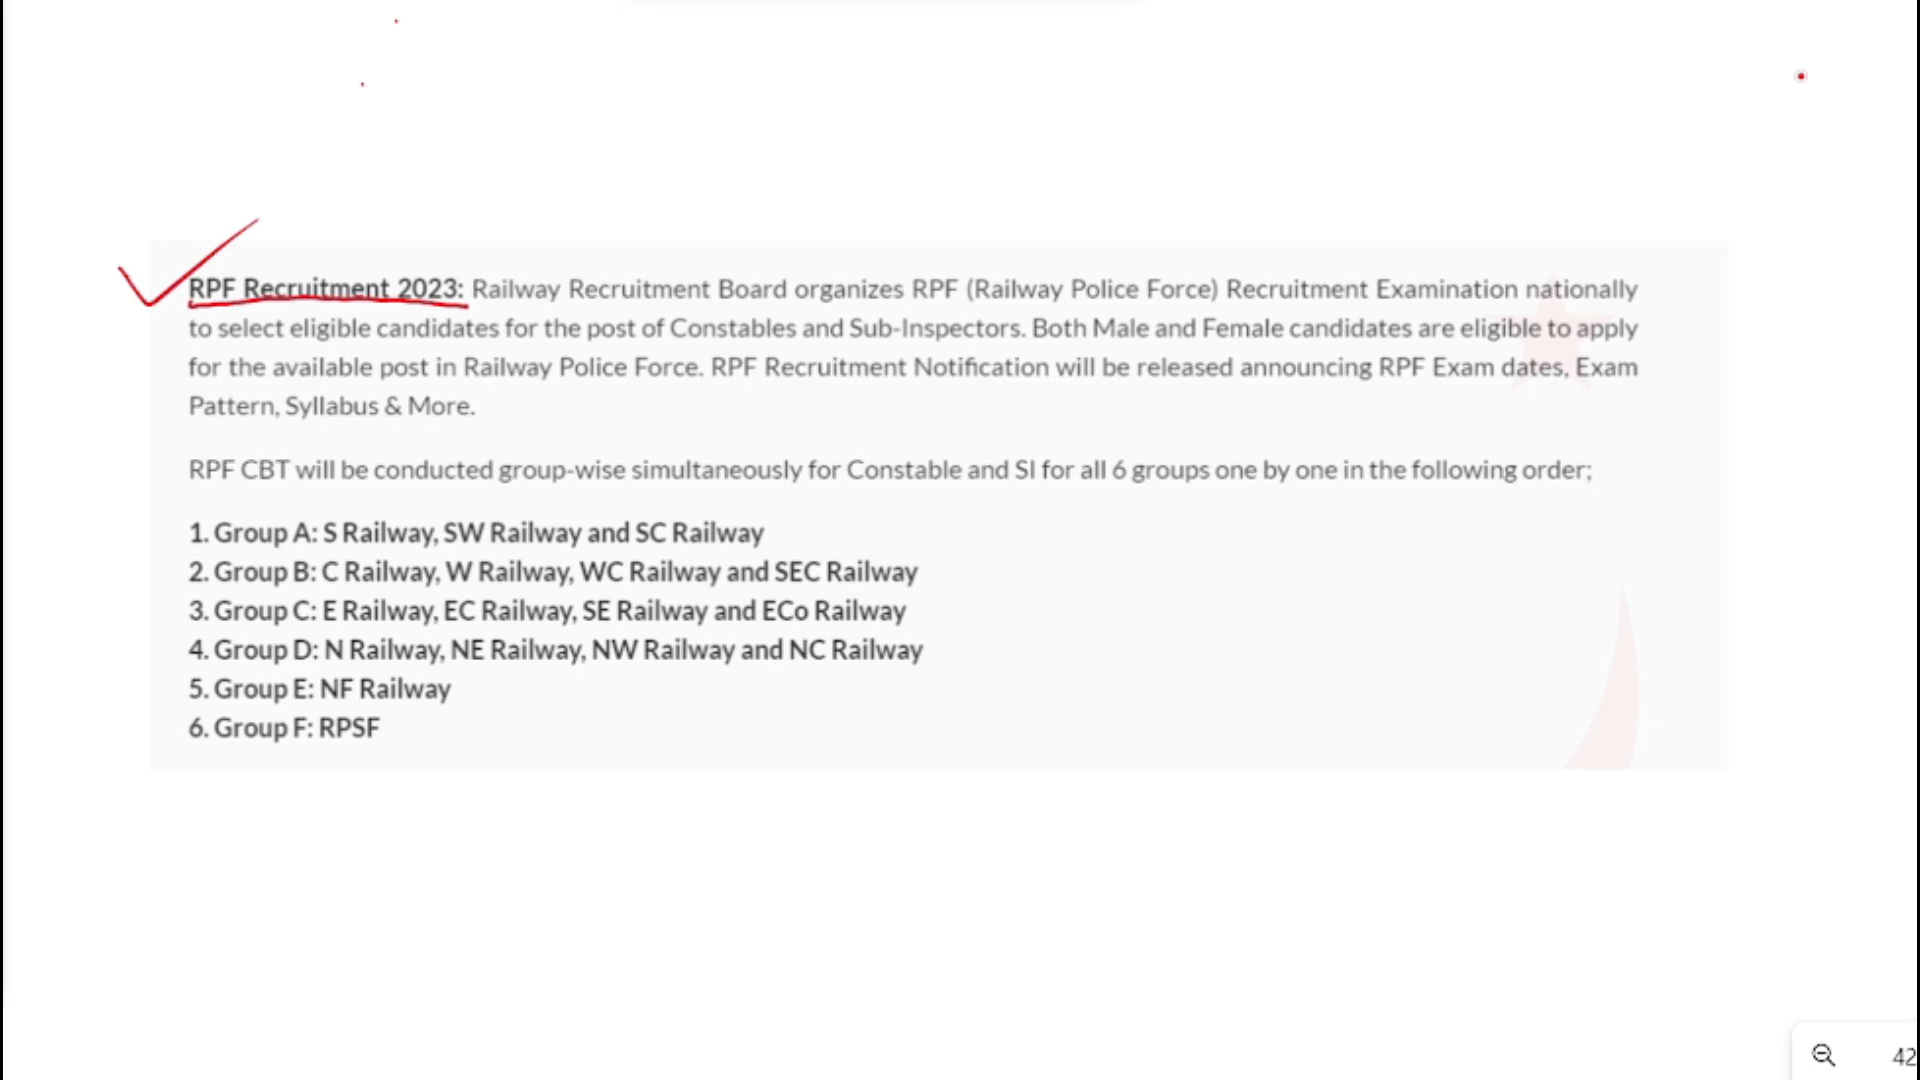 RPF Recruitment 2023: Railway Recruitment Board organizes RPF (Railway Police Force) Recruitment Examination nationally
to select eligible candidates for the post of Constables and Sub-Inspectors. Both Male and Female candidates are eligible to apply
for the available post in Railway Police Force. RPF Recruitment Notification will be released announcing RPF Exam dates, Exam
Pattern, Syllabus & More.
RPF CBT will be conducted group-wise simultaneously for Constable and SI for all 6 groups one by one in the following order;
1. Group A: S Railway, SW Railway and SC Railway
2. Group B: C Railway, W Railway, WC Railway and SEC Railway
3. Group C: E Railway, EC Railway, SE Railway and ECo Railway
4. Group D: N Railway, NE Railway, NW Railway and NC Railway
5. Group E: NF Railway
6. Group F: RPSF
42